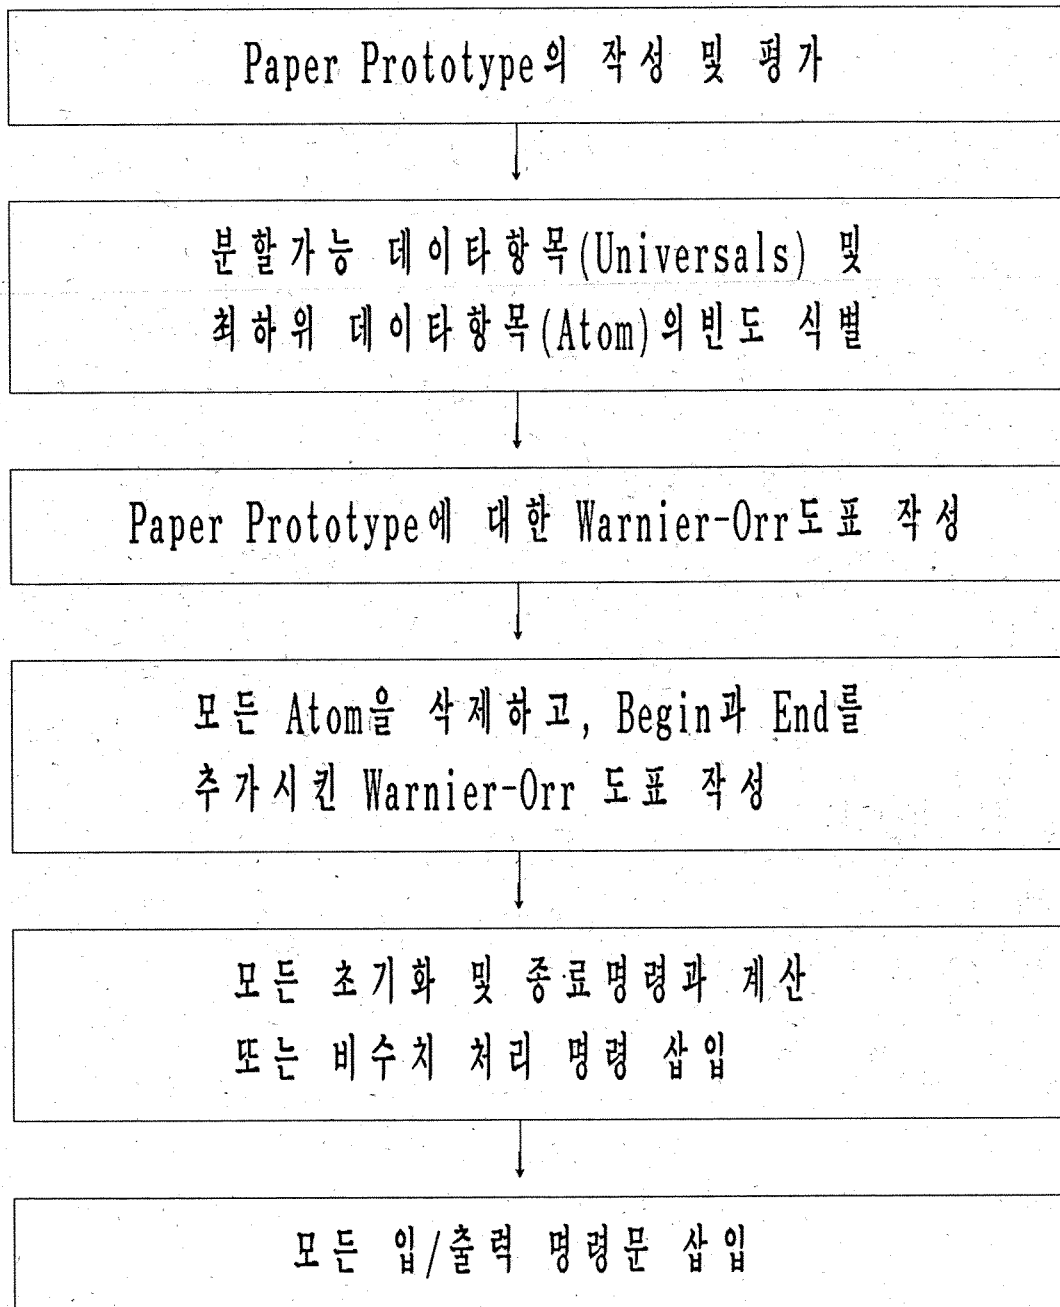 Paper Prototype의 작성 및 평가
분할가능 데이타항목(Universals) 및
최하위 데이타항목(Atom)의빈도 식별
Paper Prototype에 대한 Warnier-Orr도표 작성
모든 Atom을 삭제하고, Begin과 End를
추가시킨 Warnier-Orr 도표 작성
모든 초기화 및 종료명령과 계산
또는 비수치 처리 명령 삽입
모든 입/출력 명령문 삽입